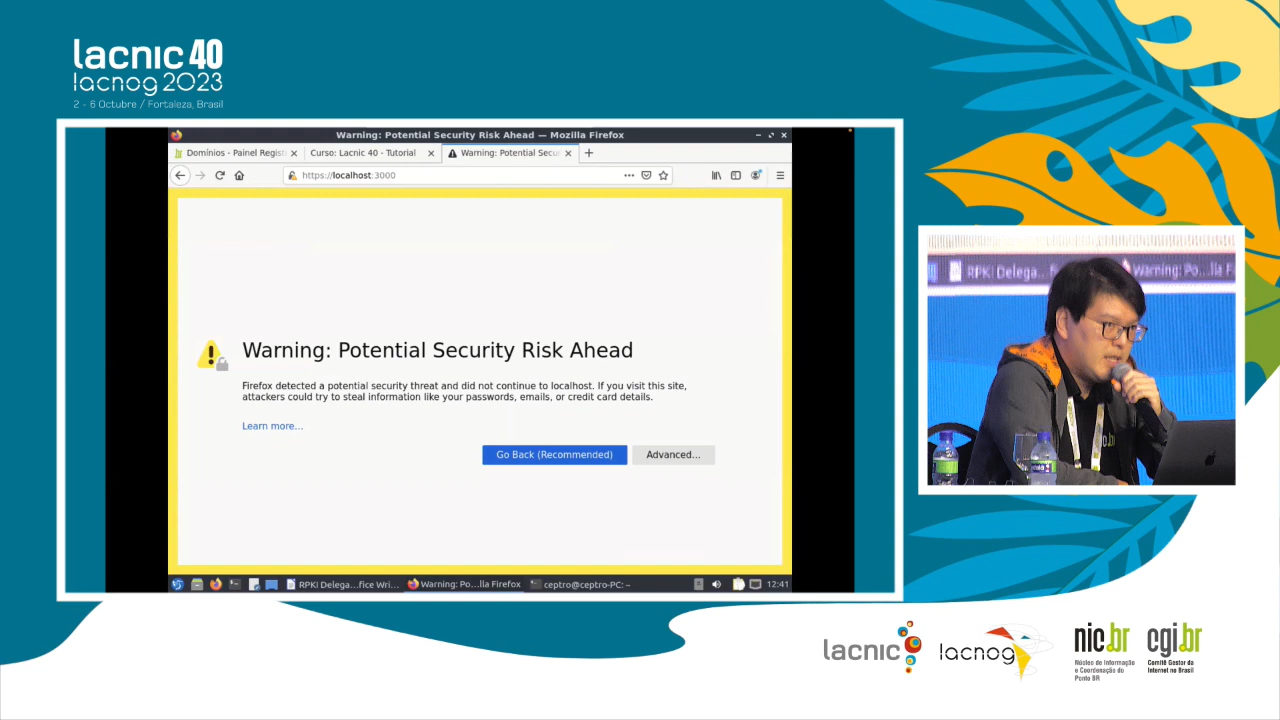 lacnic 40
lacnog 2023
2 - 6 Octubre / Fortaleza, Brasil
Warning: Potential Security Risk Ahead — Mozilla Firefox
Domínios - Painel Regist
Curso: Lacnic 40 - Tutorial
Warning: Potential Secur
https://localhost:3000
Warning: Potential Security Risk Ahead
Firefox detected a potential security threat and did not continue to localhost. If you visit this site,
attackers could try to steal information like your passwords, emails, or credit card details.
Learn more...
Go Back (Recommended)
Advanced...
RPKI Delega...fice Wri...
Warning: Po...lla Firefox
ceptro@ceptro-PC: ~
12:41
RPKI Delega
Warning: Po...lla F
lacnic
lacnog
nic.br
Núcleo de Informação
e Coordenação do
Ponto BR
cgi.br
Comitê Gestor da
Internet no Brasil